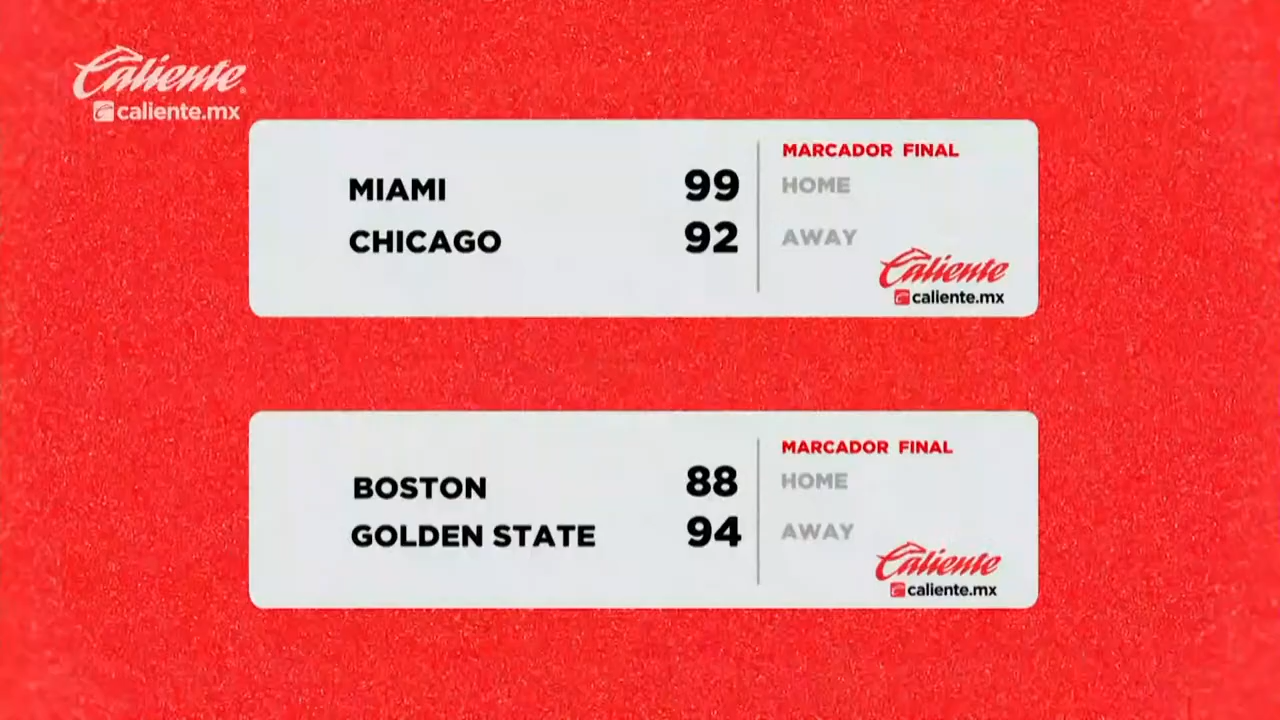 Caliente
caliente.mx
MARCADOR FINAL
MIAMI 99 HOME
CHICAGO 92 AWAY
Caliente
caliente.mx
MARCADOR FINAL
BOSTON 88 HOME
GOLDEN STATE 94 AWAY
Caliente
caliente.mx